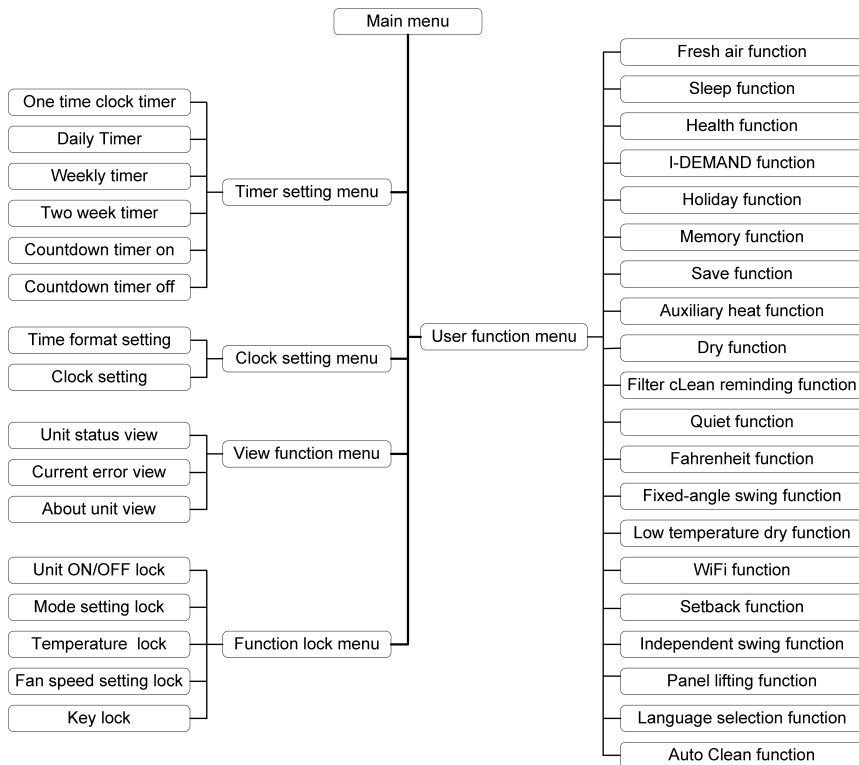 Main menu
One time clock timer
Daily Timer
Weekly timer
Two week timer
Countdown timer on
Countdown timer off
Timer setting menu
Time format setting
Clock setting
Clock setting menu
Unit status view
Current error view
About unit view
View function menu
Unit ON/OFF lock
Mode setting lock
Temperature lock
Fan speed setting lock
Key lock
Function lock menu
User function menu
Fresh air function
Sleep function
Health function
I-DEMAND function
Holiday function
Memory function
Save function
Auxiliary heat function
Dry function
Filter cLean reminding function
Quiet function
Fahrenheit function
Fixed-angle swing function
Low temperature dry function
WiFi function
Setback function
Independent swing function
Panel lifting function
Language selection function
Auto Clean function